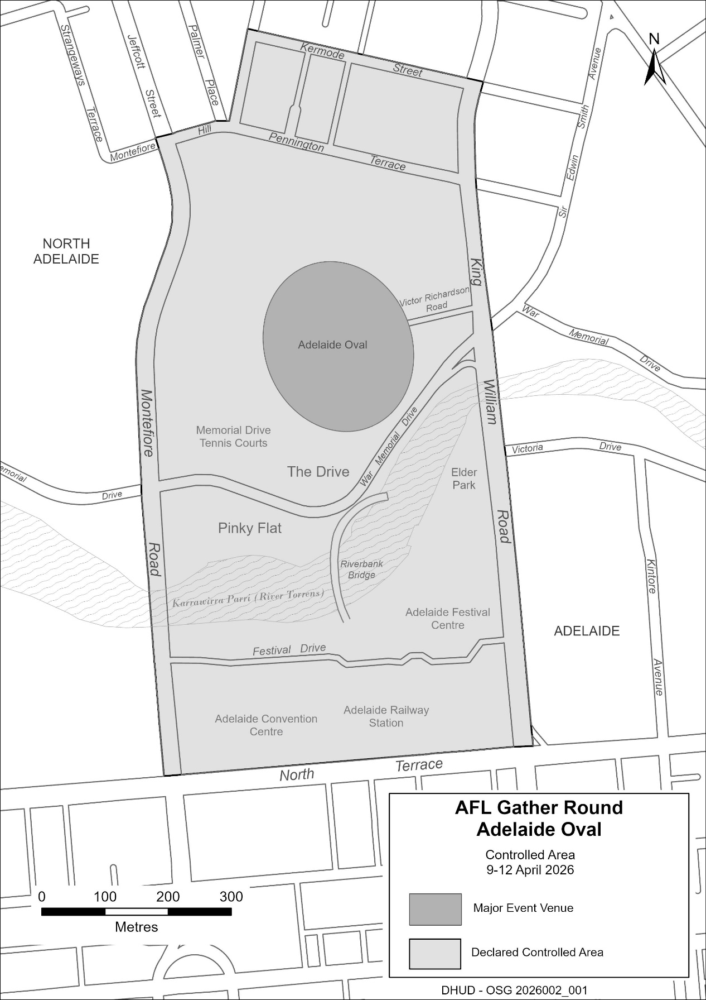 N
Kermode
Street
Strangeways
Terrace
Jeffcott
Street
Palmer
Place
Avenue
Smith
Edwin
Sir
Montefiore
Hill
Pennington
Terrace
NORTH
ADELAIDE
King
William
Road
Victor Richardson
Road
Adelaide Oval
War
Memorial
Drive
Montefiore
Road
Memorial Drive
Tennis Courts
The Drive
War
Memorial
Drive
Victoria
Drive
Elder
Park
emorial
Drive
Pinky Flat
Riverbank
Bridge
Karrawirra Parri (River Torrens)
Kintore
Avenue
Adelaide Festival
Centre
ADELAIDE
Festival Drive
Adelaide Convention
Centre
Adelaide Railway
Station
North
Terrace
AFL Gather Round
Adelaide Oval
Controlled Area
9-12 April 2026
Major Event Venue
Declared Controlled Area
0 100 200 300
Metres
DHUD - OSG 2026002_001